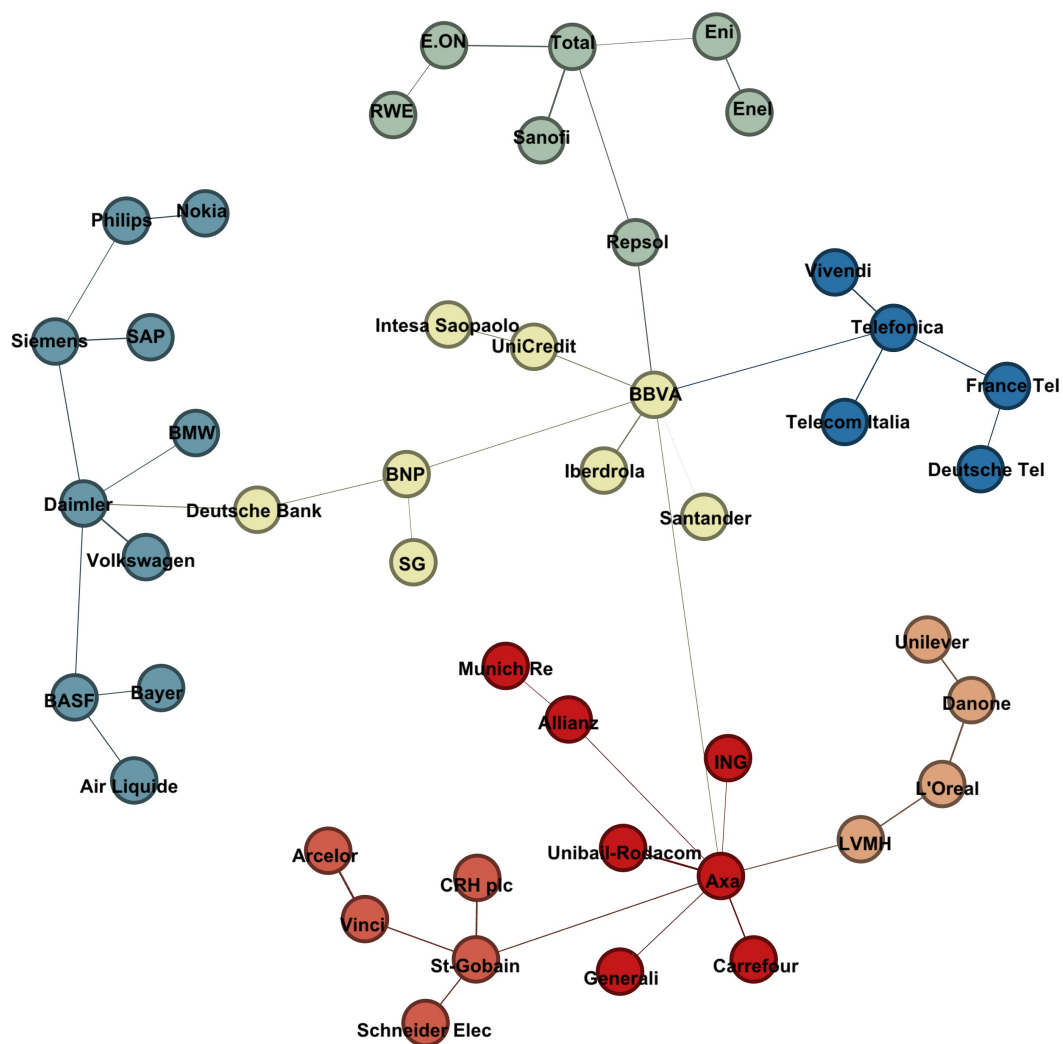 Eni
E.ON
Total
RWE
Enel
Sanofi
Nokia
Philips
Repsol
Vivendi
Intesa Saopaolo
Telefonica
Siemens
SAP
UniCredit
France Tel
BBVA
Telecom Italia
BMW
BNP
Iberdrola
Deutsche Tel
Daimler
Deutsche Bank
Santander
Volkswagen
SG
Unilever
Munich Re
BASF
Bayer
Danone
Allianz
ING
Air Liquide
L'Oreal
LVMH
Arcelor
Unibail-Rodacom
CRH plc
Axa
Vinci
St-Gobain
Carrefour
Generali
Schneider Elec